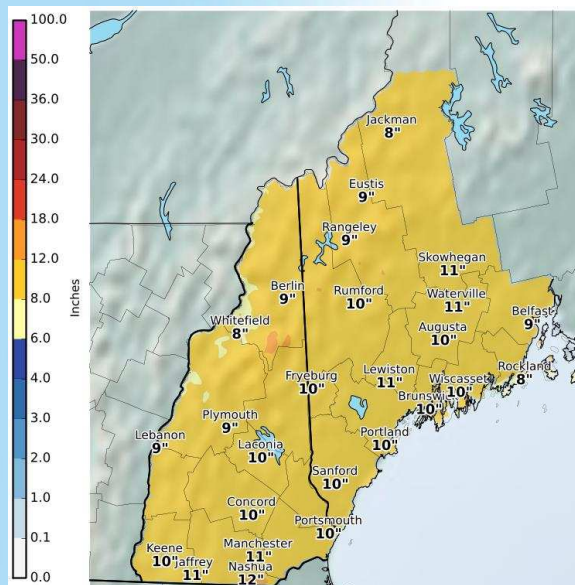 100.0
50.0
36.0
30.0
24.0
18.0
12.0
8.0
6.0
4.0
3.0
2.0
1.0
0.1
0.0
Inches
Jackman
8"
Eustis
9"
Rangeley
9"
Skowhegan
11"
Berlin
9"
Rumford
10"
Waterville
11"
Belfast
9"
Whitefield
8"
Augusta
10"
Rockland
8"
Fryeburg
10"
Lewiston
11"
Wiscasset
10"
Brunswick
10"
Plymouth
9"
Lebanon
9"
Laconia
10"
Portland
10"
Sanford
10"
Concord
10"
Portsmouth
10"
Keene
10"
Jaffrey
11"
Manchester
11"
Nashua
12"